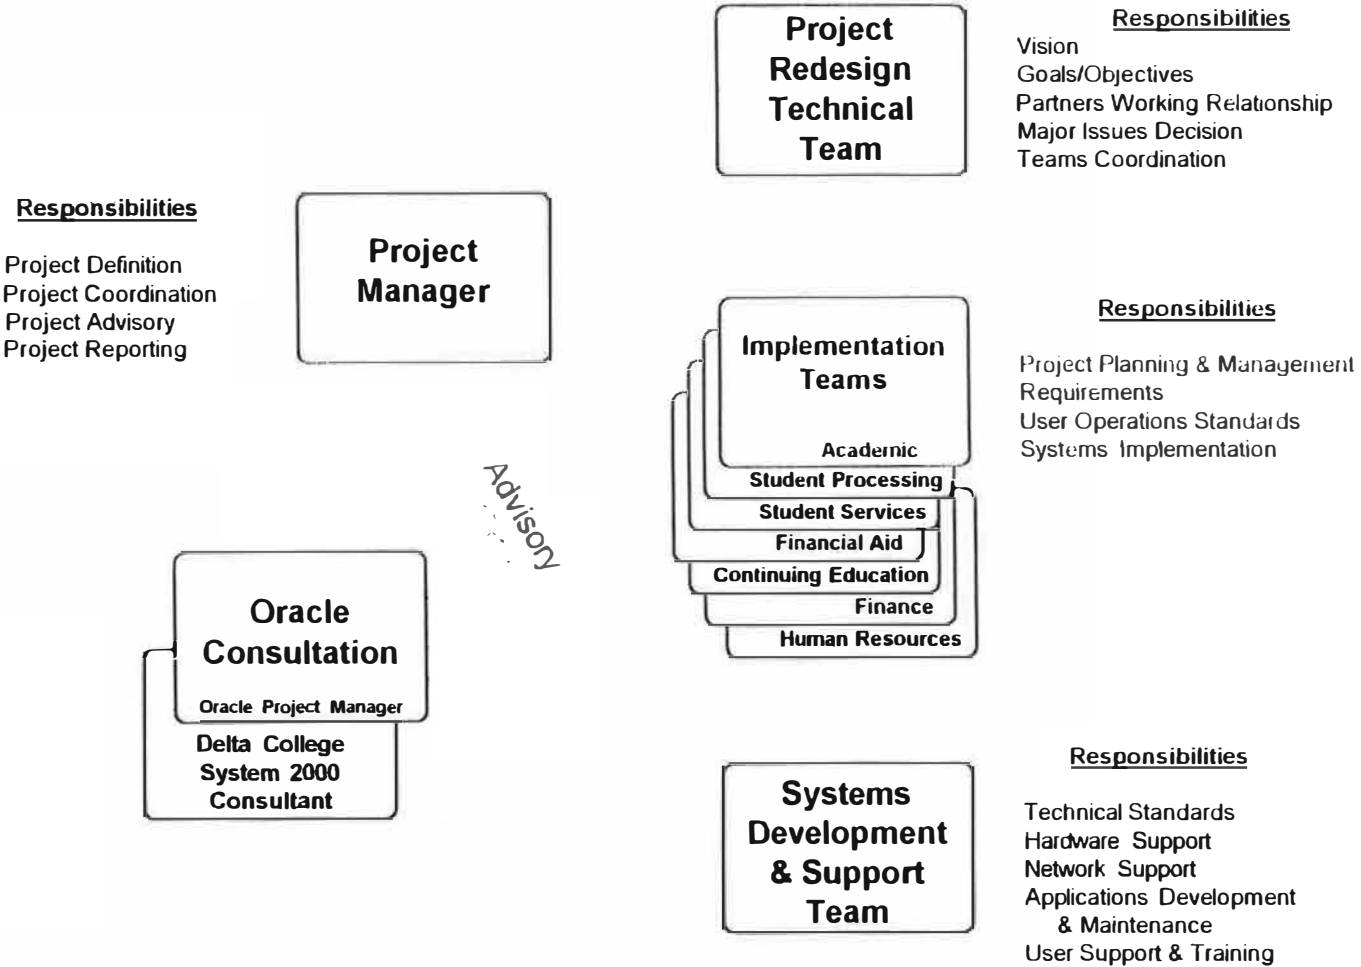 Project
Redesign
Technical
Team
Responsibilities
Vision
Goals/Objectives
Partners Working Relationship
Major Issues Decision
Teams Coordination
Responsibilities
Project Definition
Project Coordination
Project Advisory
Project Reporting
Project
Manager
Implementation
Teams
Academic
Student Processing
Student Services
Financial Aid
Continuing Education
Finance
Human Resources
Responsibilities
Project Planning & Management
Requirements
User Operations Standards
Systems Implementation
Advisory
Oracle
Consultation
Oracle Project Manager
Delta College
System 2000
Consultant
Systems
Development
& Support
Team
Responsibilities
Technical Standards
Hardware Support
Network Support
Applications Development
& Maintenance
User Support & Training